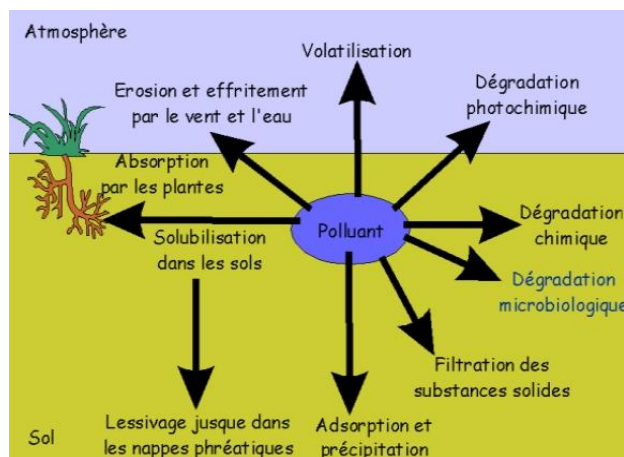 Atmosphère
Volatilisation
Erosion et effritement
par le vent et l'eau
Dégradation
photochimique
Absorption
par les plantes
Solubilisation
dans les sols
Polluant
Dégradation
chimique
Dégradation
microbiologique
Filtration des
substances solides
Lessivage jusque dans
les nappes phréatiques
Adsorption et
précipitation
Sol